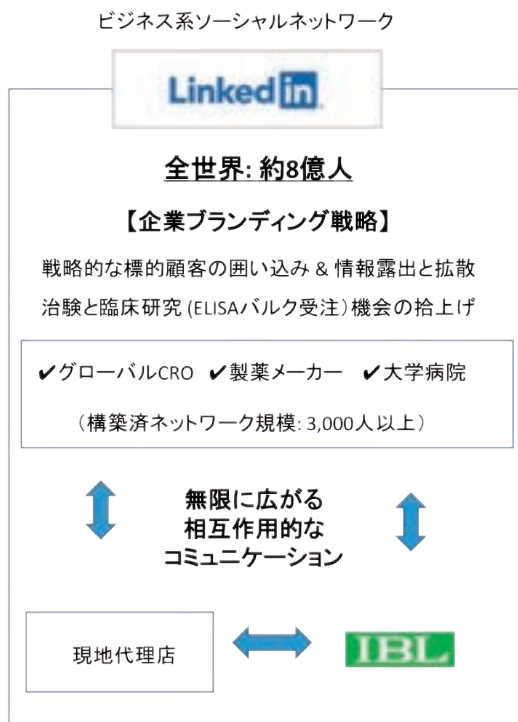 ビジネス系ソーシャルネットワーク
Linked in
全世界: 約8億人
【企業ブランディング戦略】
戦略的な標的顧客の囲い込み & 情報露出と拡散
治験と臨床研究 (ELISAバルク受注) 機会の拾上げ
✔グローバルCRO ✔製薬メーカー ✔大学病院
（構築済ネットワーク規模: 3,000人以上）
無限に広がる
相互作用的な
コミュニケーション
現地代理店
IBL